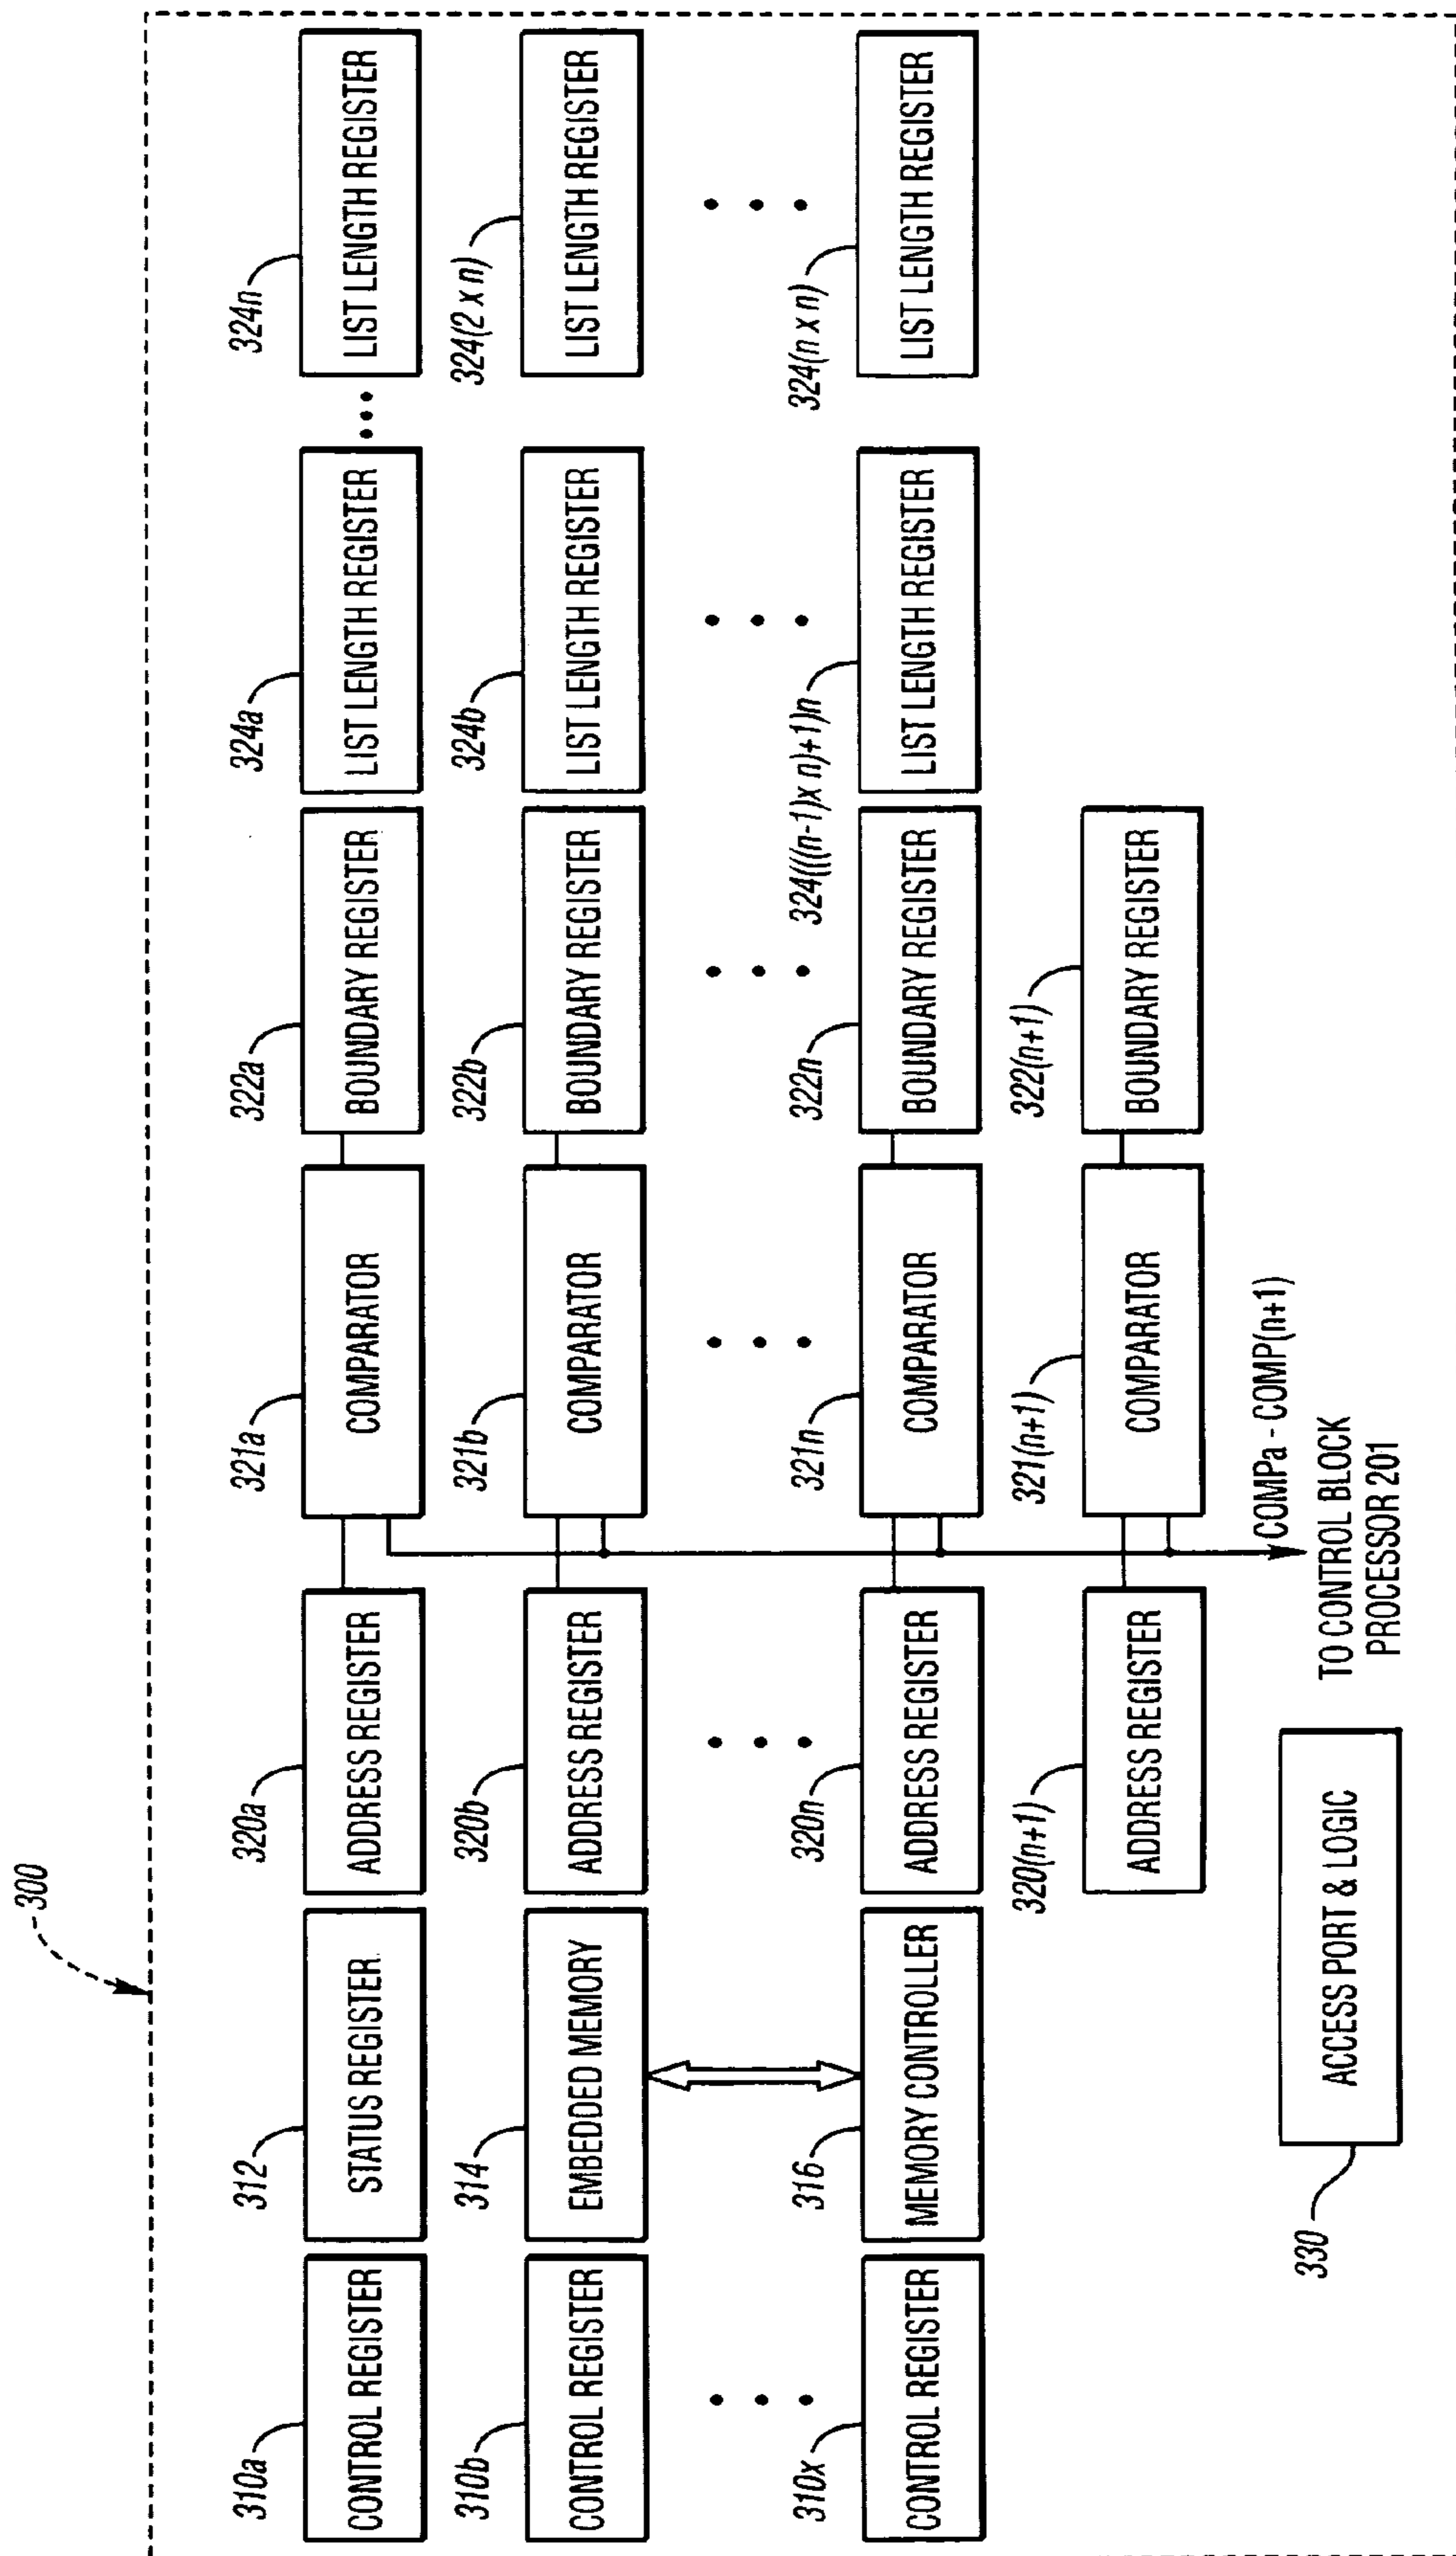 300
310a
CONTROL REGISTER
312
STATUS REGISTER
320a
ADDRESS REGISTER
321a
COMPARATOR
322a
BOUNDARY REGISTER
324a
LIST LENGTH REGISTER
324n
LIST LENGTH REGISTER
310b
CONTROL REGISTER
314
EMBEDDED MEMORY
320b
ADDRESS REGISTER
321b
COMPARATOR
322b
BOUNDARY REGISTER
324b
LIST LENGTH REGISTER
324(2 x n)
LIST LENGTH REGISTER
310x
CONTROL REGISTER
316
MEMORY CONTROLLER
320n
ADDRESS REGISTER
321n
COMPARATOR
322n
BOUNDARY REGISTER
324(((n-1)x n)+1)n
LIST LENGTH REGISTER
324(n x n)
LIST LENGTH REGISTER
320(n+1)
ADDRESS REGISTER
321(n+1)
COMPARATOR
322(n+1)
BOUNDARY REGISTER
330
ACCESS PORT & LOGIC
COMPa - COMP(n+1)
TO CONTROL BLOCK
PROCESSOR 201